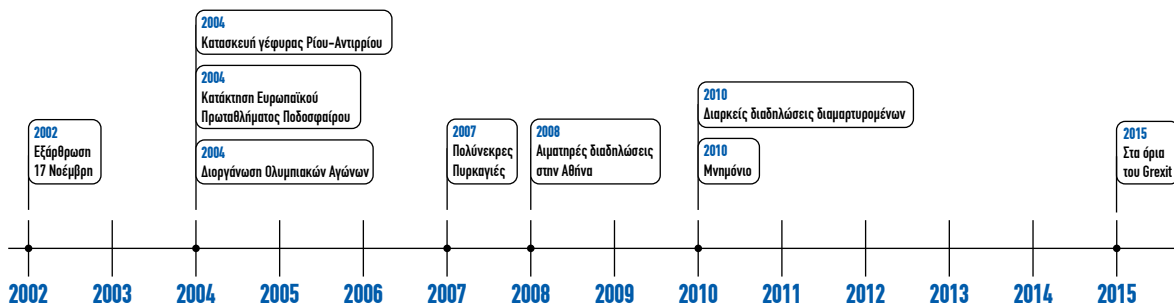 2004
Κατασκευή γέφυρας Ρίου-Αντιρρίου
2004
Κατάκτηση Ευρωπαϊκού
Πρωταθλήματος Ποδοσφαίρου
2004
Διοργάνωση Ολυμπιακών Αγώνων
2002
Εξάρθρωση
17 Νοέμβρη
2007
Πολύνεκρες
Πυρκαγιές
2008
Αιματηρές διαδηλώσεις
στην Αθήνα
2010
Διαρκείς διαδηλώσεις διαμαρτυρομένων
2010
Μνημόνιο
2015
Στα όρια
του Grexit
2002 2003 2004 2005 2006 2007 2008 2009 2010 2011 2012 2013 2014 2015